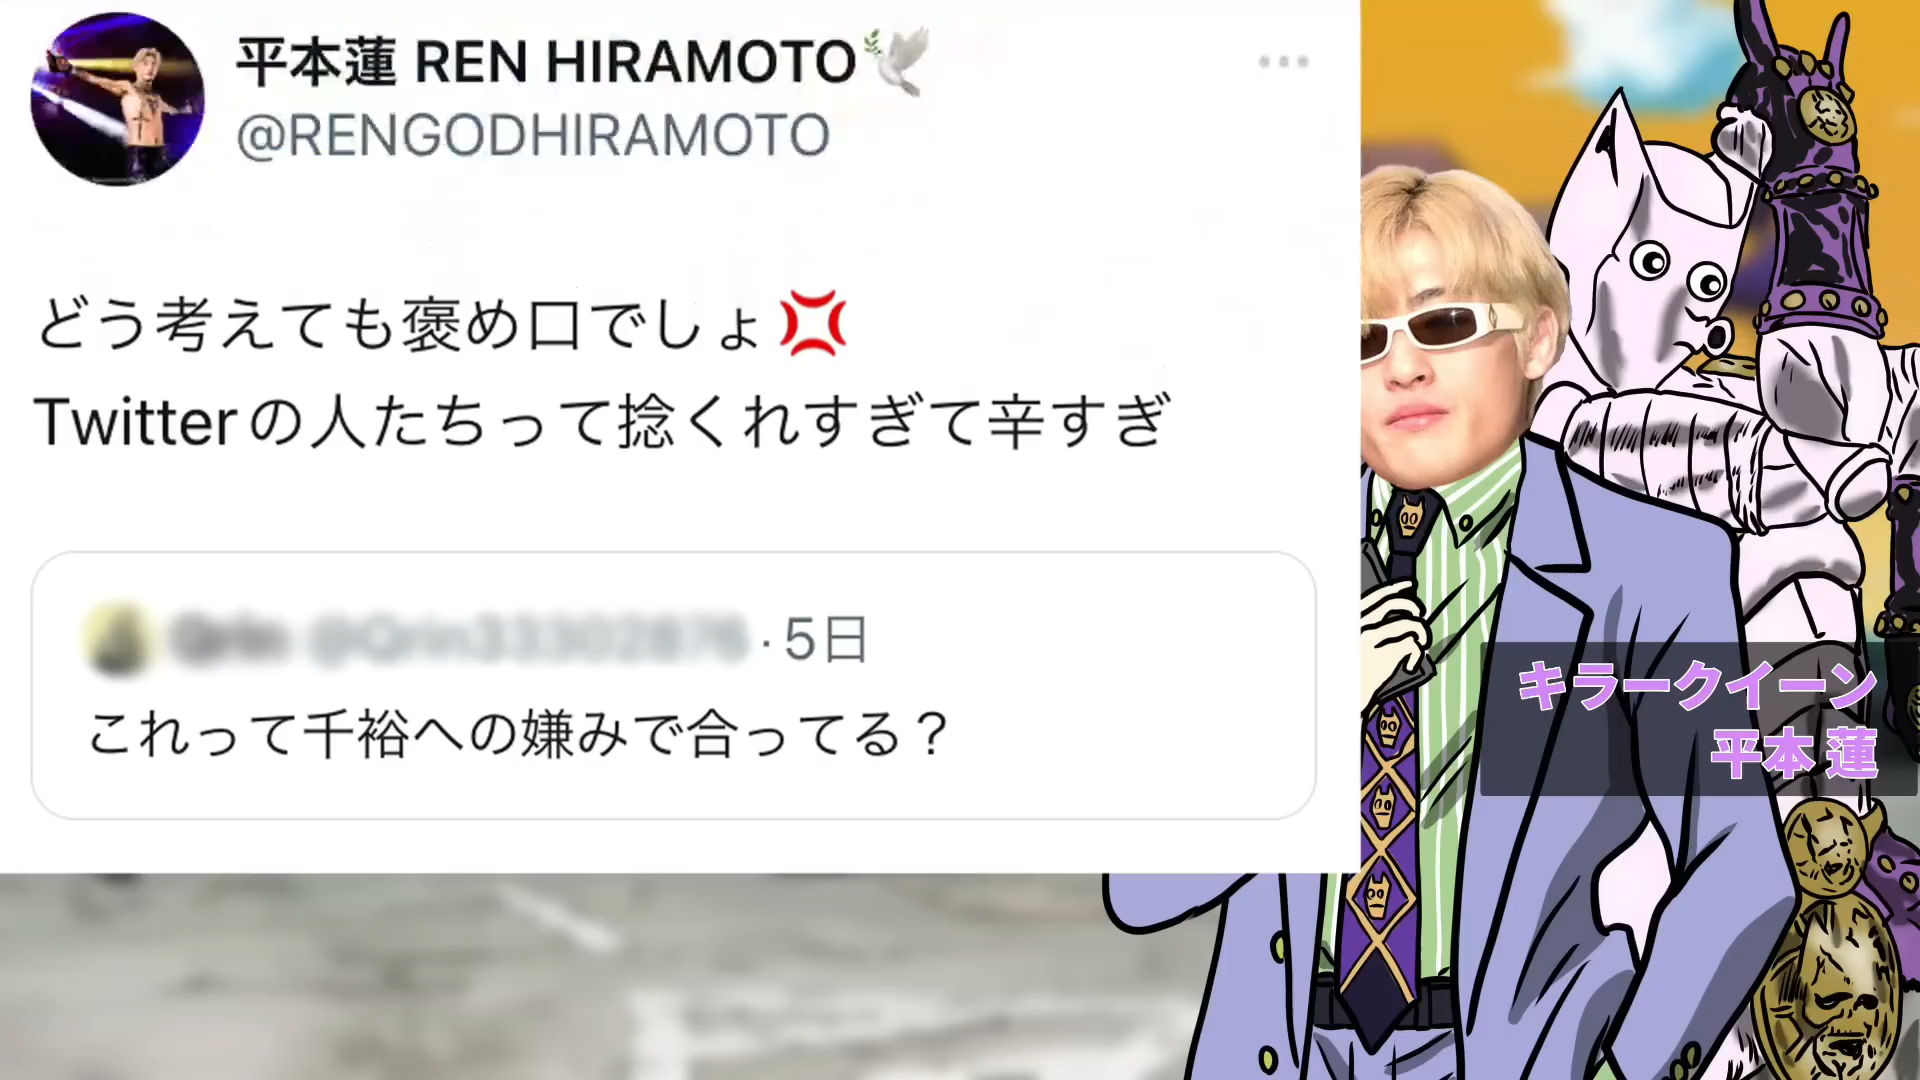 平本蓮 REN HIRAMOTO🕊
@RENGODHIRAMOTO
どう考えても褒め口でしょ💢
Twitterの人たちって捻くれすぎて辛すぎ
· 5日
これって千裕への嫌みで合ってる？
キラークイーン
平本 蓮